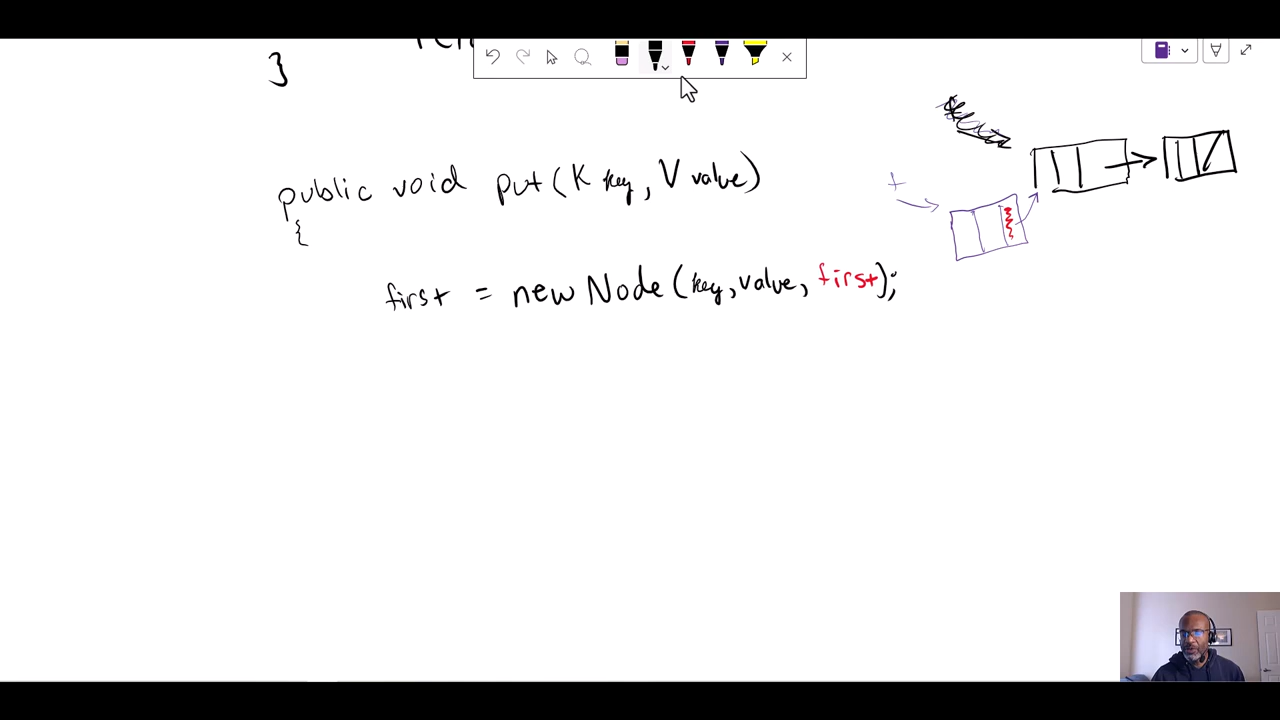 }
public void put(K key, V value)
{
first = new Node(key, value, first);